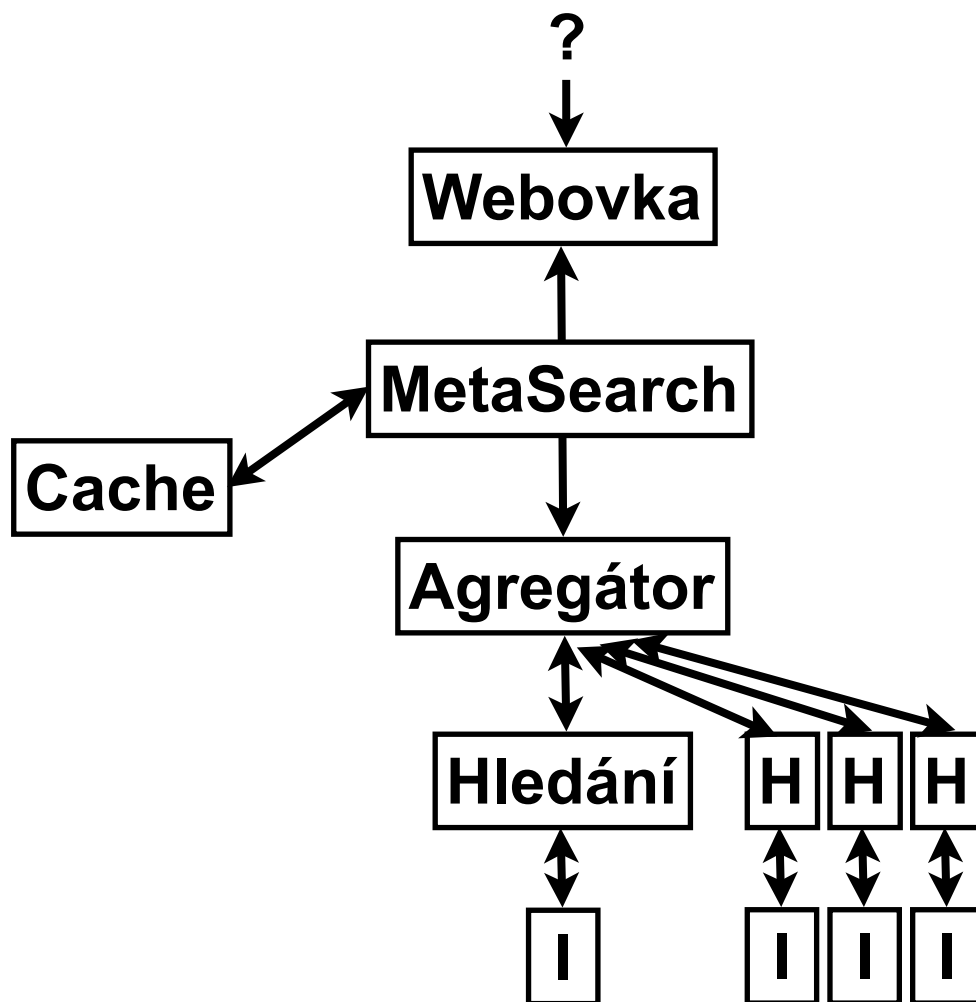 ?
Webovka
MetaSearch
Cache
Agregátor
Hledání
H
H
H
I
I
I
I